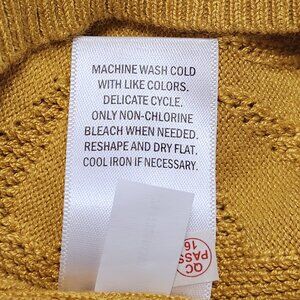 MACHINE WASH COLD
WITH LIKE COLORS.
DELICATE CYCLE.
ONLY NON-CHLORINE
BLEACH WHEN NEEDED.
RESHAPE AND DRY FLAT.
COOL IRON IF NECESSARY.
QC
PASS
16